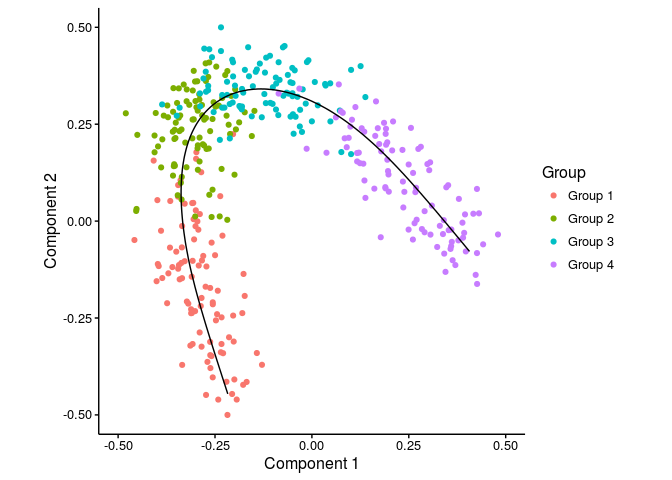 0.50
0.25
0.00
-0.25
-0.50
Component 2
-0.50
-0.25
0.00
0.25
0.50
Component 1
Group
Group 1
Group 2
Group 3
Group 4